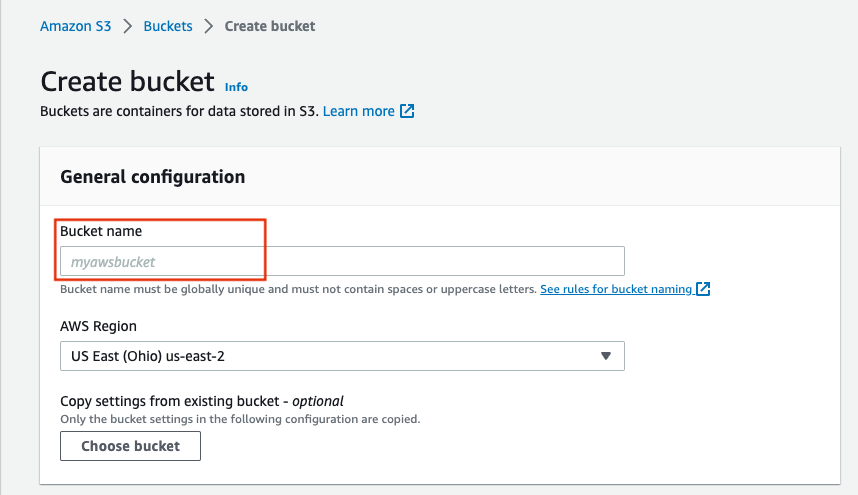 Amazon S3 > Buckets > Create bucket
Create bucket Info
Buckets are containers for data stored in S3. Learn more
General configuration
Bucket name
myawsbucket
Bucket name must be globally unique and must not contain spaces or uppercase letters. See rules for bucket naming
AWS Region
US East (Ohio) us-east-2
Copy settings from existing bucket - optional
Only the bucket settings in the following configuration are copied.
Choose bucket